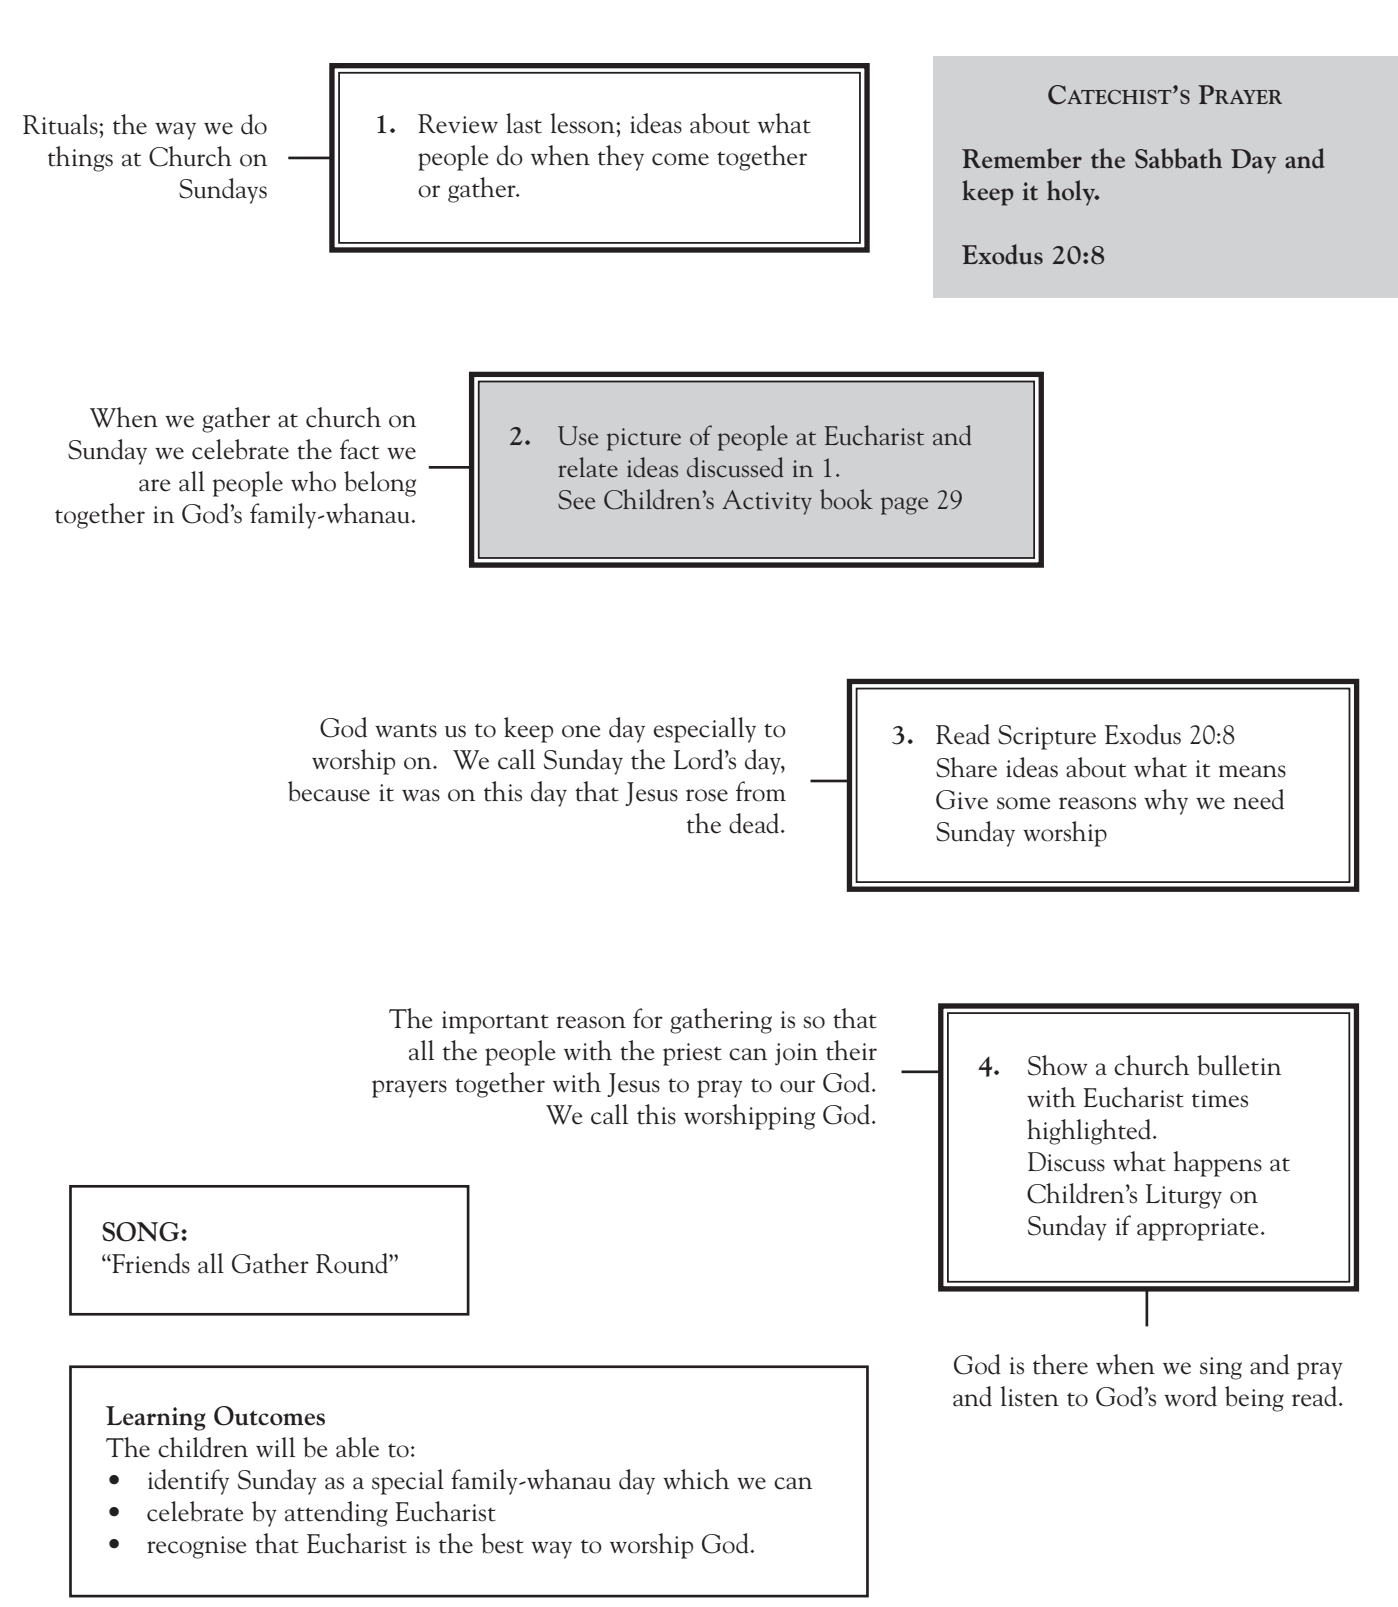 Rituals; the way we do
things at Church on
Sundays
1. Review last lesson; ideas about what
people do when they come together
or gather.
Catechist's Prayer
Remember the Sabbath Day and
keep it holy.
Exodus 20:8
When we gather at church on
Sunday we celebrate the fact we
are all people who belong
together in God's family-whanau.
2. Use picture of people at Eucharist and
relate ideas discussed in 1.
See Children's Activity book page 29
God wants us to keep one day especially to
worship on. We call Sunday the Lord's day,
because it was on this day that Jesus rose from
the dead.
3. Read Scripture Exodus 20:8
Share ideas about what it means
Give some reasons why we need
Sunday worship
The important reason for gathering is so that
all the people with the priest can join their
prayers together with Jesus to pray to our God.
We call this worshipping God.
4. Show a church bulletin
with Eucharist times
highlighted.
Discuss what happens at
Children's Liturgy on
Sunday if appropriate.
God is there when we sing and pray
and listen to God's word being read.
SONG:
“Friends all Gather Round”
Learning Outcomes
The children will be able to:
• identify Sunday as a special family-whanau day which we can
• celebrate by attending Eucharist
• recognise that Eucharist is the best way to worship God.